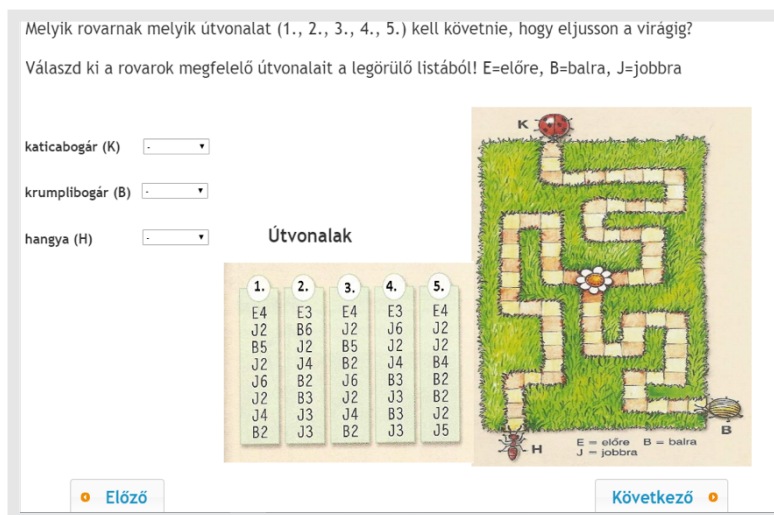 Melyik rovarnak melyik útvonalat (1., 2., 3., 4., 5.) kell követnie, hogy eljusson a virágig?
Válaszd ki a rovarok megfelelő útvonalait a legörülő listából! E=előre, B=balra, J=jobbra
katicabogár (K) -
krumplibogár (B) -
hangya (H) -
Útvonalak
1. 2. 3. 4. 5.
E4 E3 E4 E3 E4
J2 B6 J2 J6 J2
B5 J2 B5 J2 J2
J2 J4 B2 J4 B4
J6 B2 J6 B3 B2
J2 B3 J2 J3 B2
J4 J3 J4 B3 J2
B2 J3 B2 J3 J5
K
H
B
E = előre B = balra
J = jobbra
Előző
Következő